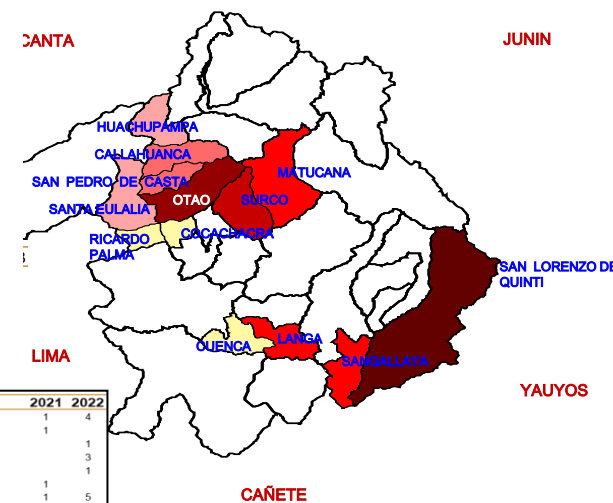 CANTA
JUNIN
HUACHUPAMPA
CALLAHUANCA
MATUCANA
SAN PEDRO DE CASTA
OTAO
SURCO
SANTA EULALIA
COCACHACRA
RICARDO
PALMA
SAN LORENZO DE
QUINTI
LANGA
CUENCA
SANGALLAYA
LIMA
YAUYOS
2021 2022
1 4
1
1
3
1
1
1 5
CAÑETE